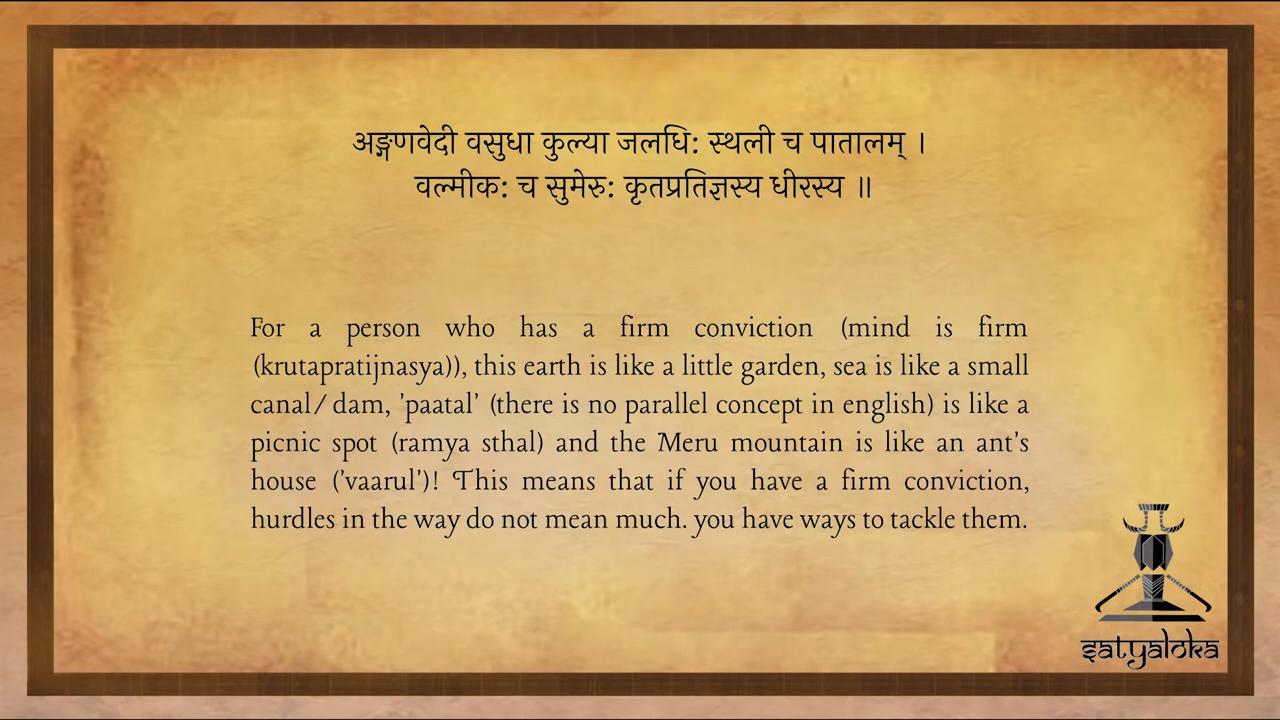 अङ्गणवेदी वसुधा कुल्या जलधि: स्थली च पातालम् ।
वल्मीक: च सुमेरु: कृतप्रतिज्ञस्य धीरस्य ॥
For a person who has a firm conviction (mind is firm
(krutapratijnasya)), this earth is like a little garden, sea is like a small
canal/ dam, 'paatal' (there is no parallel concept in english) is like a
picnic spot (ramya sthal) and the Meru mountain is like an ant's
house ('vaarul')! This means that if you have a firm conviction,
hurdles in the way do not mean much. you have ways to tackle them.
satyaloka